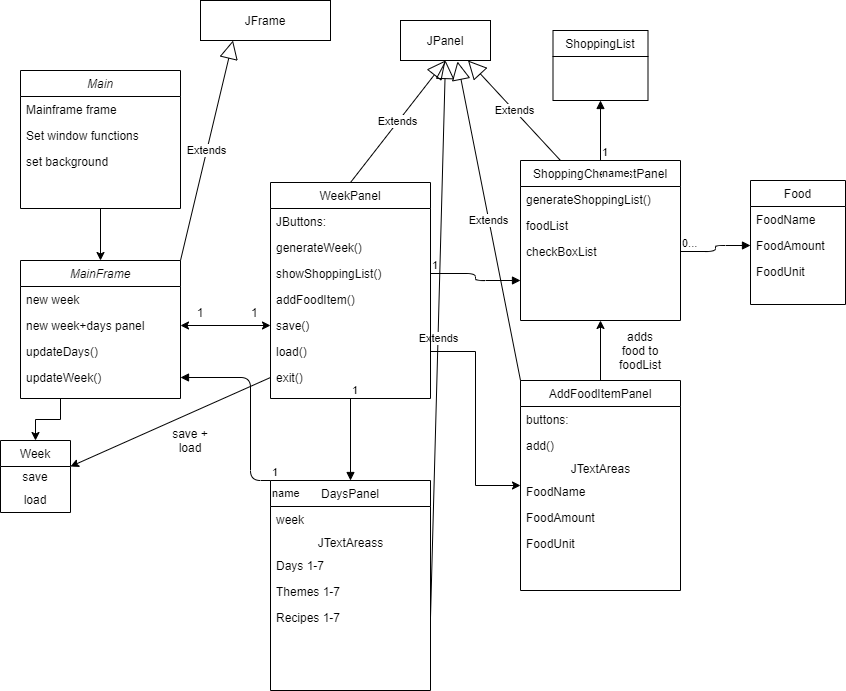 JFrame
JPanel
ShoppingList
Main
Mainframe frame
Set window functions
set background
Extends
Extends
Extends
1
ShoppingChe
name
stPanel
generateShoppingList()
foodList
checkBoxList
0...
Food
FoodName
FoodAmount
FoodUnit
WeekPanel
JButtons:
generateWeek()
showShoppingList()
addFoodItem()
save()
load()
exit()
1
Extends
MainFrame
new week
new week+days panel
updateDays()
updateWeek()
1
1
Extends
adds
food to
foodList
1
Week
save
load
save +
load
AddFoodItemPanel
buttons:
add()
JTextAreas
FoodName
FoodAmount
FoodUnit
1
name
DaysPanel
week
JTextAreass
Days 1-7
Themes 1-7
Recipes 1-7